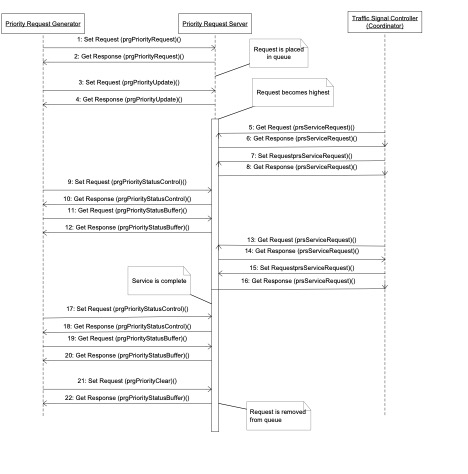 Priority Request Generator
Priority Request Server
Traffic Signal Controller
(Coordinator)
1: Set Request (prgPriorityRequest)()
2: Get Response (prgPriorityRequest)()
Request is placed
in queue
3: Set Request (prgPriorityUpdate)()
4: Get Response (prgPriorityUpdate)()
Request becomes highest
5: Get Request (prsServiceRequest)()
6: Get Response (prsServiceRequest)()
7: Set RequestprsServiceRequest)()
8: Get Response (prsServiceRequest)()
9: Set Request (prgPriorityStatusControl)()
10: Get Response (prgPriorityStatusControl)()
11: Get Request (prgPriorityStatusBuffer)()
12: Get Response (prgPriorityStatusBuffer)()
13: Get Request (prsServiceRequest)()
14: Get Response (prsServiceRequest)()
15: Set RequestprsServiceRequest)()
16: Get Response (prsServiceRequest)()
Service is complete
17: Set Request (prgPriorityStatusControl)()
18: Get Response (prgPriorityStatusControl)()
19: Get Request (prgPriorityStatusBuffer)()
20: Get Response (prgPriorityStatusBuffer)()
21: Set Request (prgPriorityClear)()
22: Get Response (prgPriorityStatusBuffer)()
Request is removed
from queue